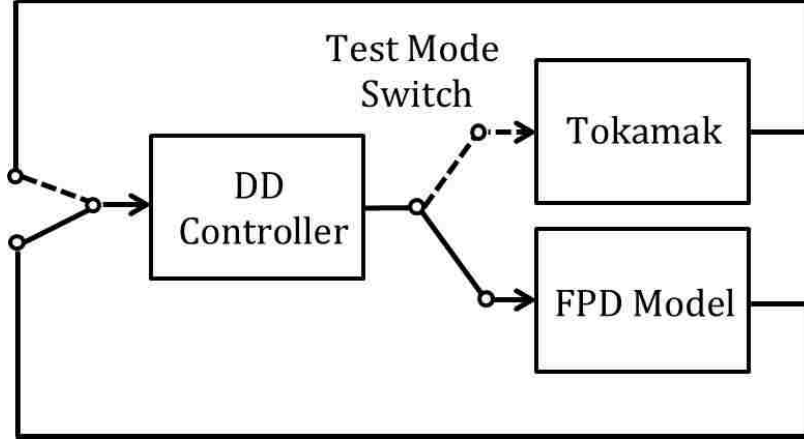 Test Mode
Switch
Tokamak
DD
Controller
FPD Model